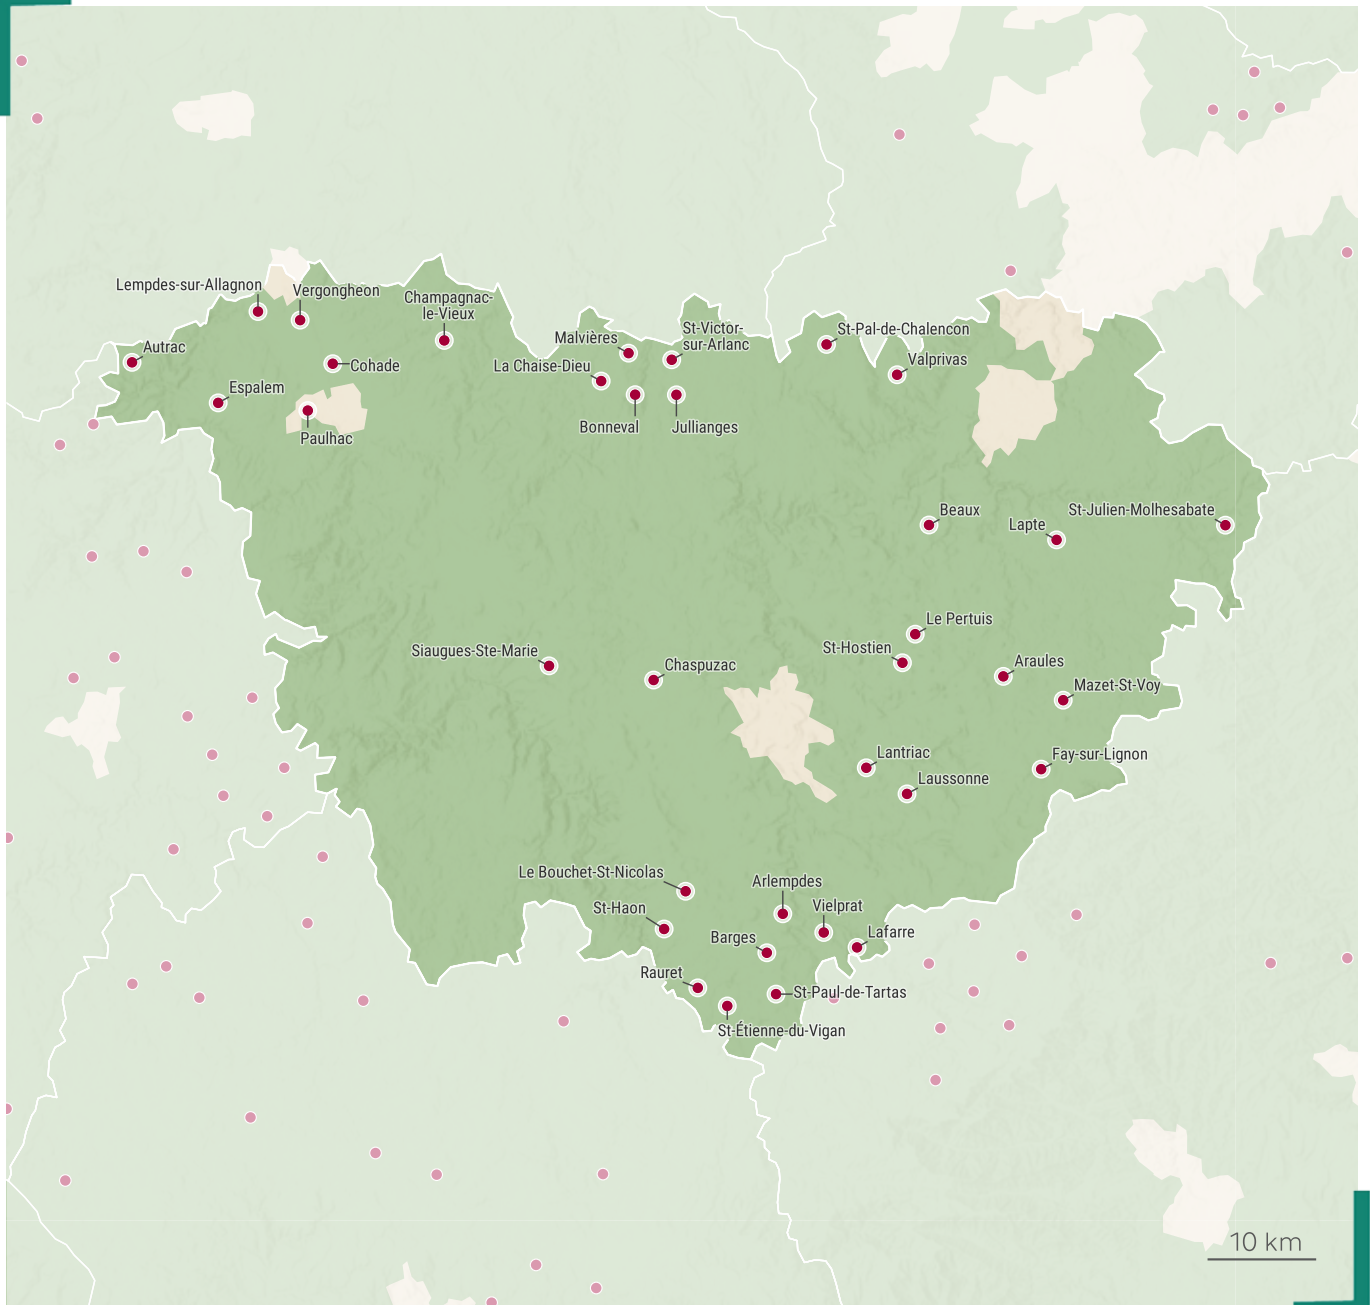 Lempdes-sur-Allagnon
Vergongheon
Champagnac-
le-Vieux
St-Victor-
sur-Arlanc
St-Pal-de-Chalencon
Malvières
Autrac
Cohade
La Chaise-Dieu
Valprivas
Espalem
Bonneval
Jullianges
Paulhac
Beaux
St-Julien-Molhesabate
Lapte
Le Pertuis
St-Hostien
Siaugues-Ste-Marie
Chaspuzac
Araules
Mazet-St-Voy
Lantriac
Fay-sur-Lignon
Laussonne
Le Bouchet-St-Nicolas
Arlempdes
St-Haon
Vielprat
Barges
Lafarre
Rauret
St-Paul-de-Tartas
St-Étienne-du-Vigan
10 km